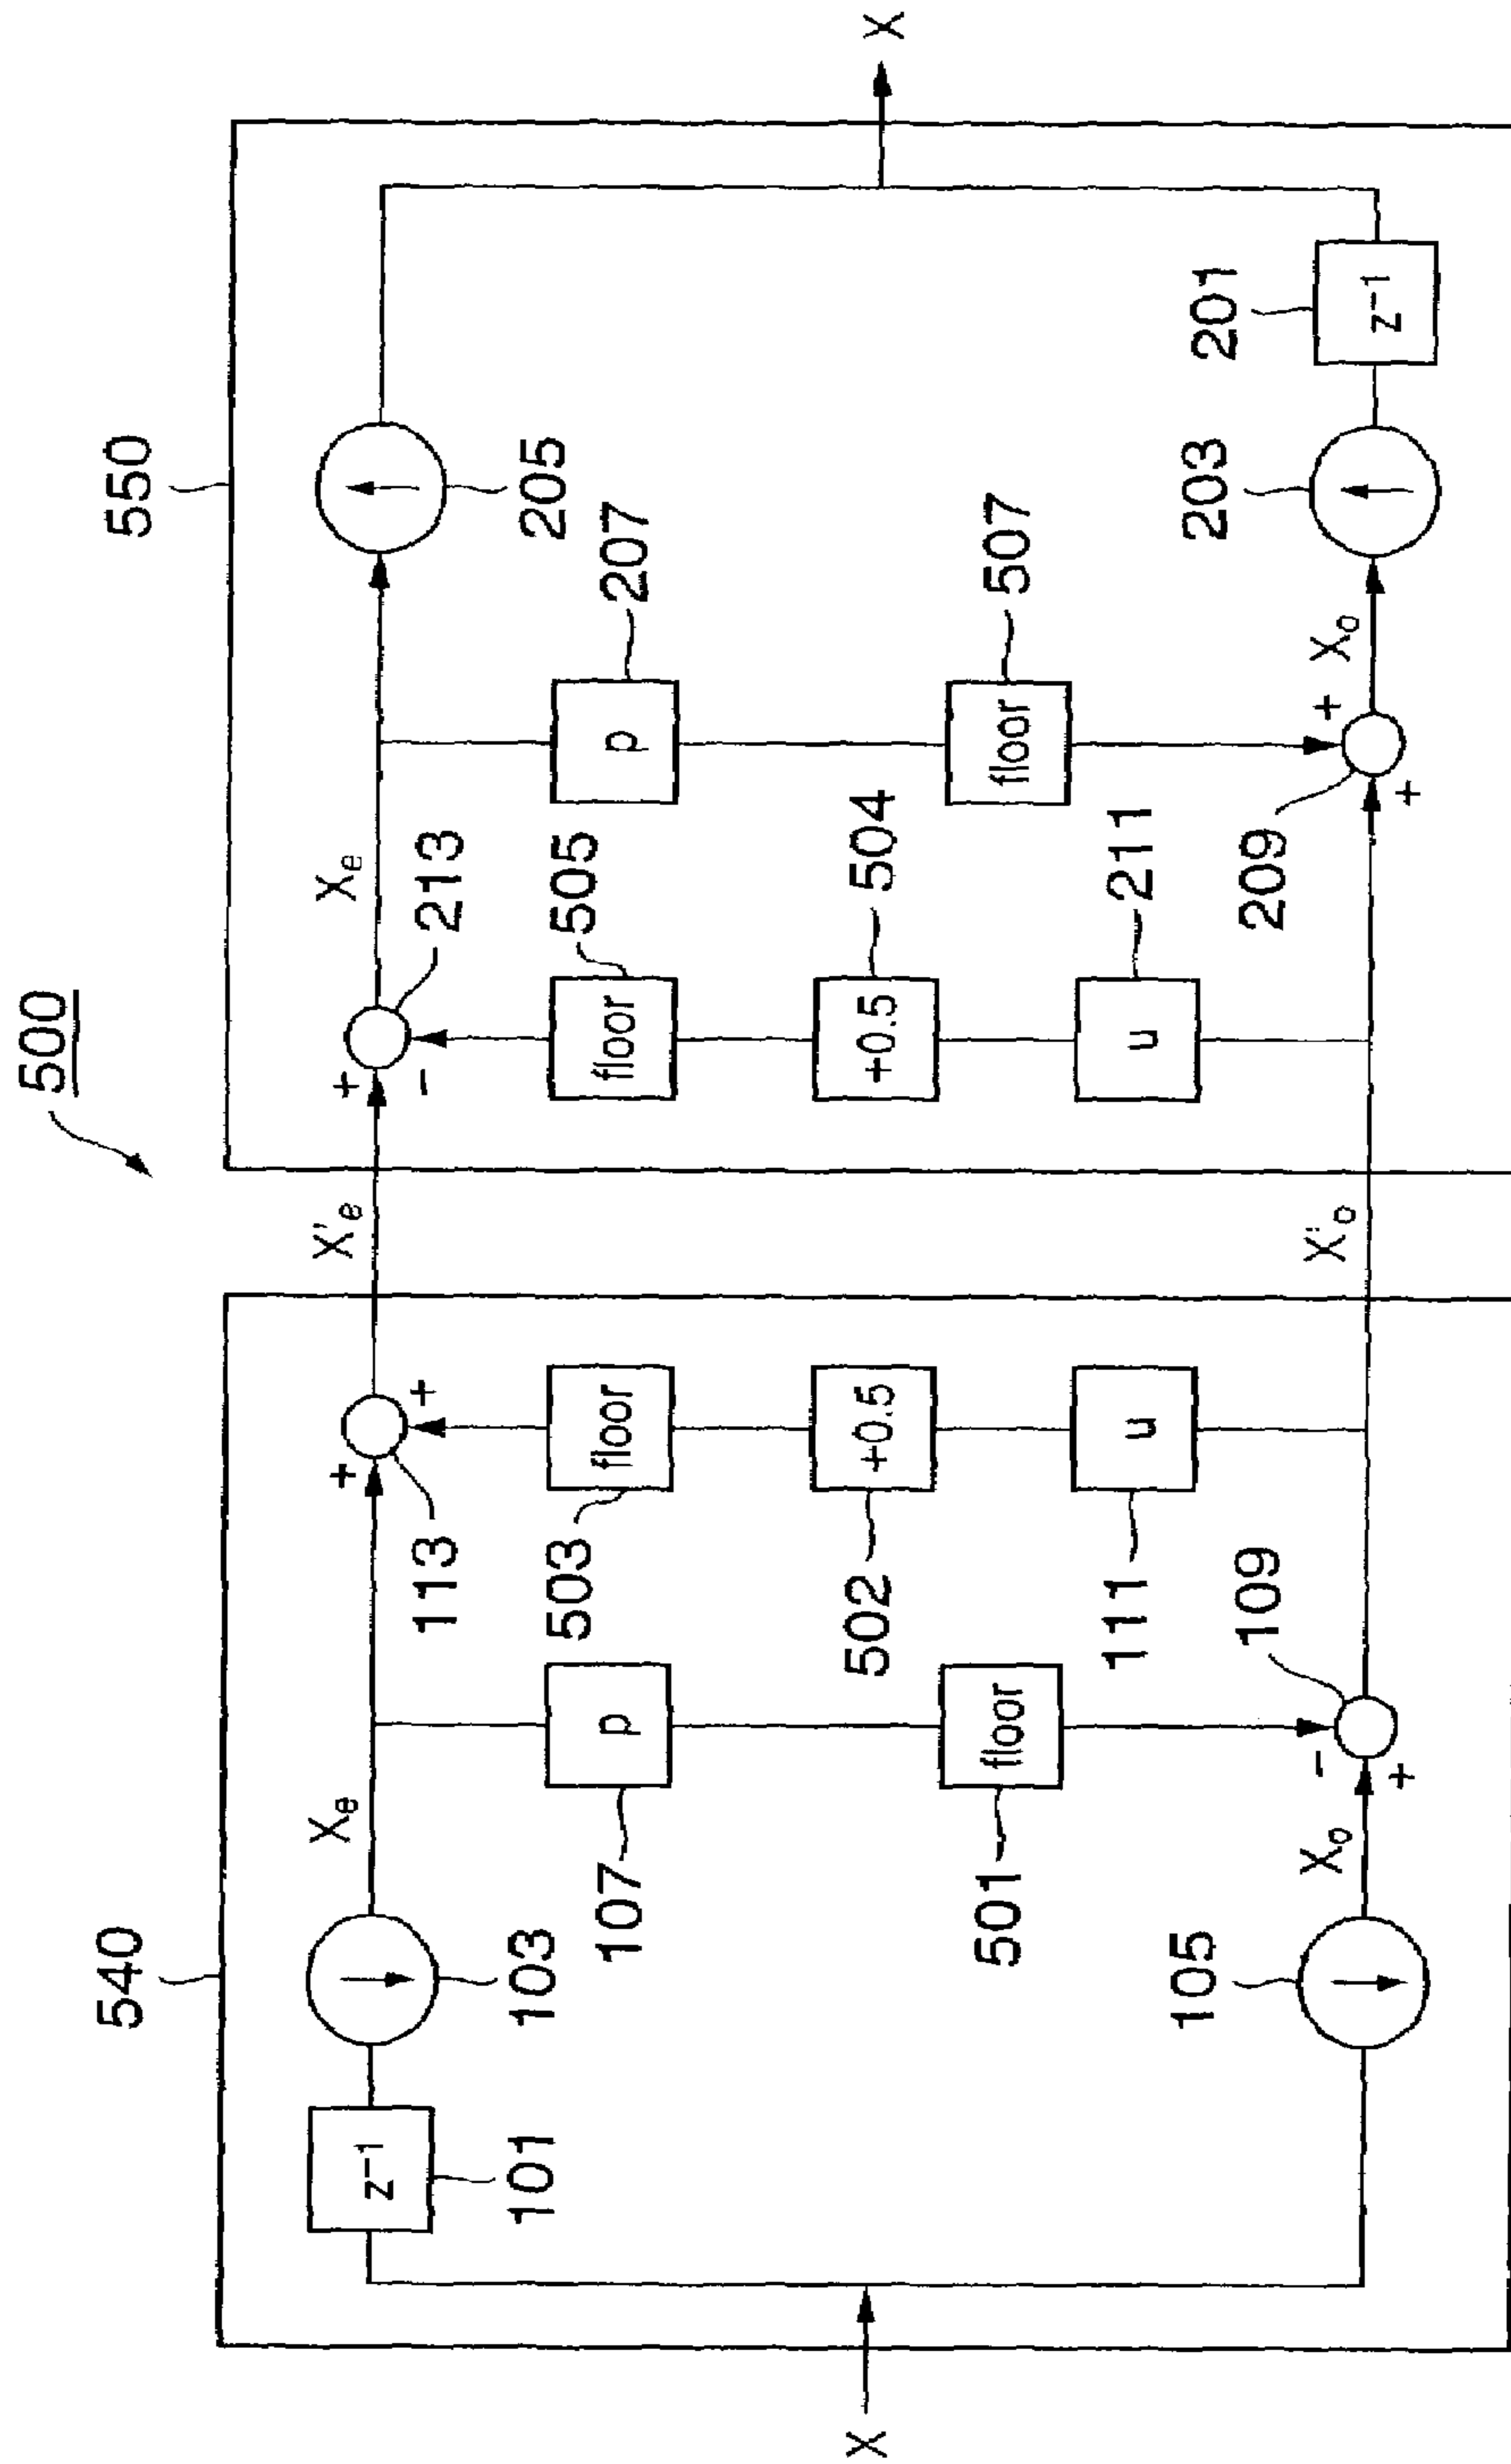 500
540
550
X
z⁻¹
101
103
Xₑ
p
107
floor
501
105
Xₒ
-
+
109
u
111
+0.5
502
floor
503
+
+
113
X'ₑ
X'ₒ
+
-
213
Xₑ
floor
505
+0.5
504
u
211
p
207
floor
507
+
+
209
Xₒ
205
203
z⁻¹
201
X